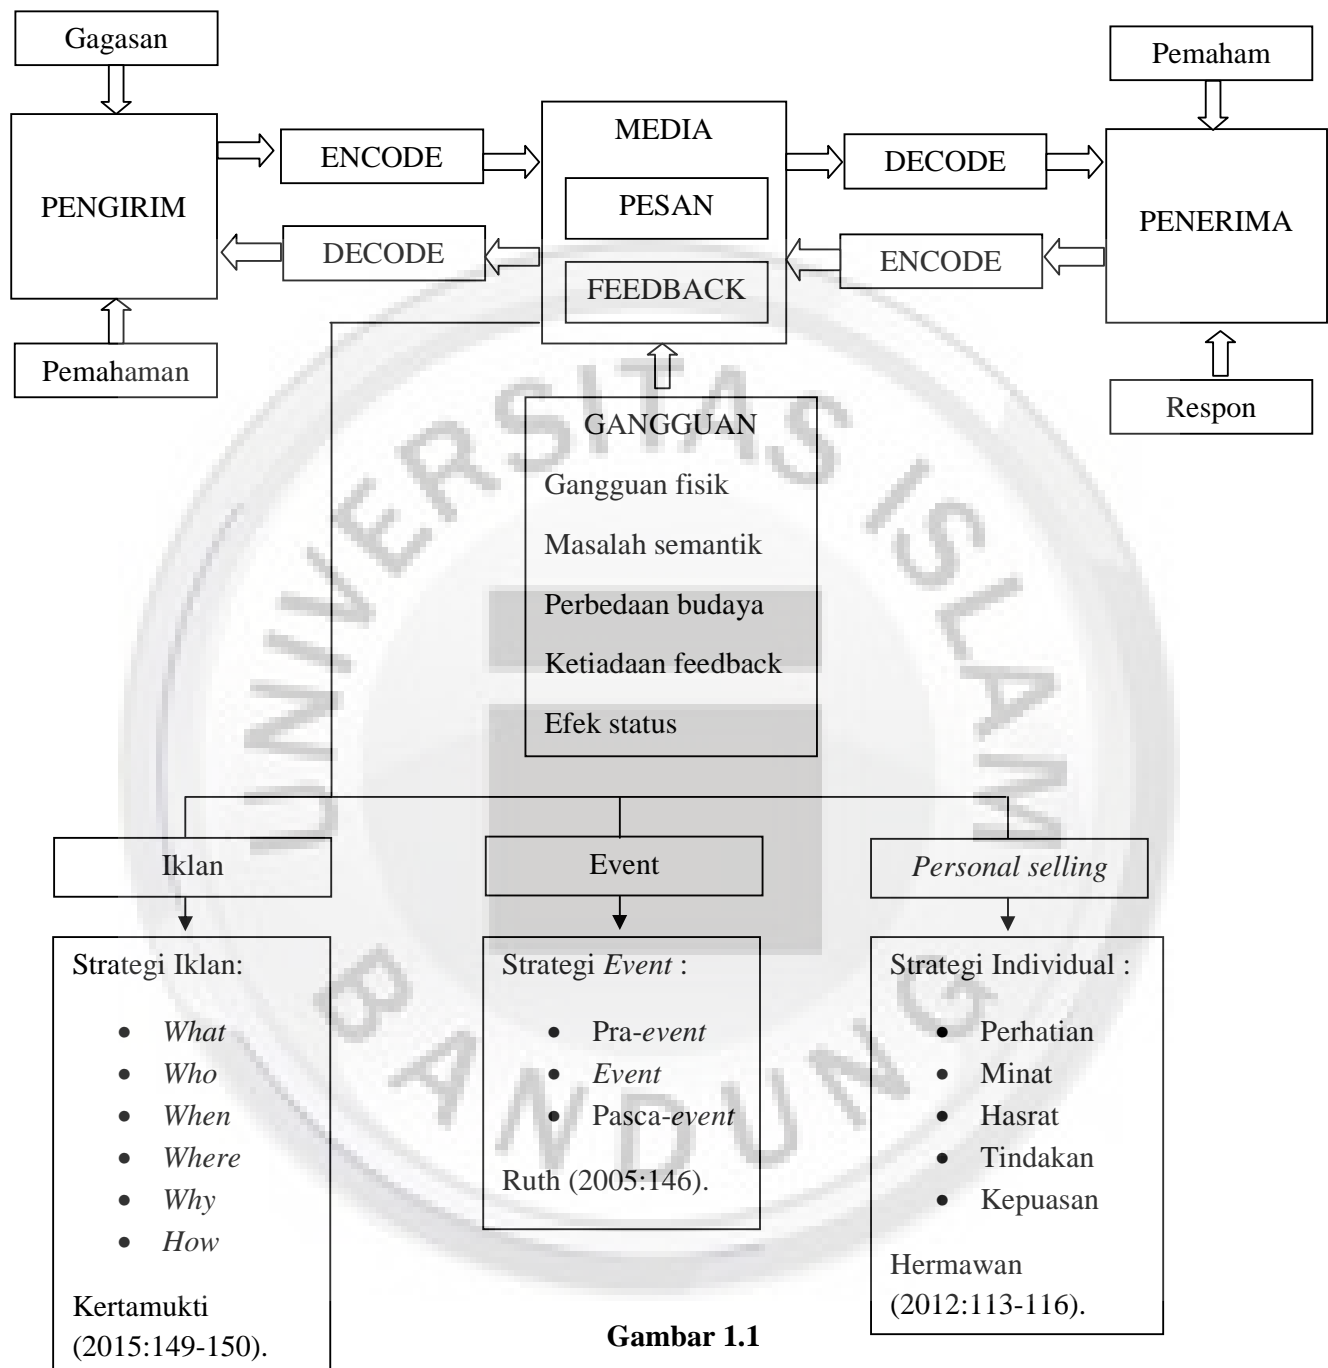 Gagasan
Pemaham
PENGIRIM
ENCODE
MEDIA
PESAN
FEEDBACK
DECODE
PENERIMA
DECODE
ENCODE
Pemahaman
Respon
GANGGUAN
Gangguan fisik
Masalah semantik
Perbedaan budaya
Ketiadaan feedback
Efek status
UNIVERSITAS ISLAM
BANDUNG
Iklan
Event
Personal selling
Strategi Iklan:
• What
• Who
• When
• Where
• Why
• How
Kertamukti
(2015:149-150).
Strategi Event :
• Pra-event
• Event
• Pasca-event
Ruth (2005:146).
Strategi Individual :
• Perhatian
• Minat
• Hasrat
• Tindakan
• Kepuasan
Hermawan
(2012:113-116).
Gambar 1.1